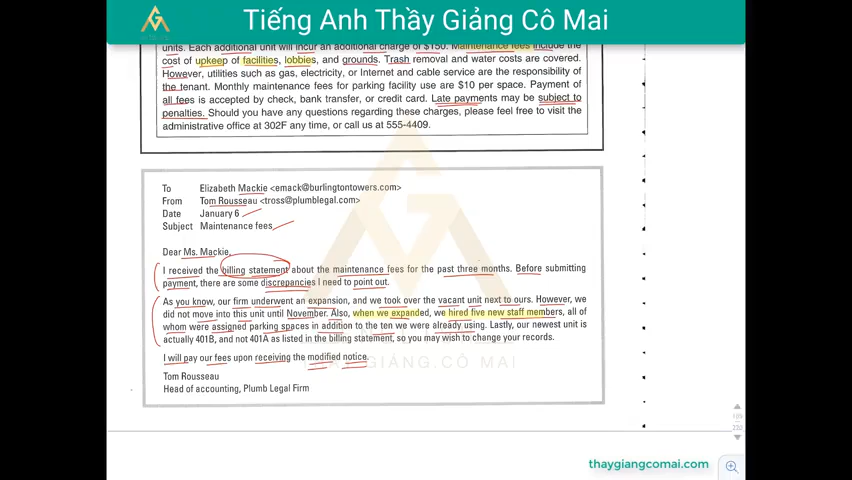 Tiếng Anh Thầy Giảng Cô Mai
units. Each additional unit will incur an additional charge of $150. Maintenance fees include the
cost of upkeep of facilities, lobbies, and grounds. Trash removal and water costs are covered.
However, utilities such as gas, electricity, or Internet and cable service are the responsibility of
the tenant. Monthly maintenance fees for parking facility use are $10 per space. Payment of
all fees is accepted by check, bank transfer, or credit card. Late payments may be subject to
penalties. Should you have any questions regarding these charges, please feel free to visit the
administrative office at 302F any time, or call us at 555-4409.
To Elizabeth Mackie <emack@burlingtontowers.com>
From Tom Rousseau <tross@plumblegal.com>
Date January 6
Subject Maintenance fees
Dear Ms. Mackie,
I received the billing statement about the maintenance fees for the past three months. Before submitting
payment, there are some discrepancies I need to point out.
As you know, our firm underwent an expansion, and we took over the vacant unit next to ours. However, we
did not move into this unit until November. Also, when we expanded, we hired five new staff members, all of
whom were assigned parking spaces in addition to the ten we were already using. Lastly, our newest unit is
actually 401B, and not 401A as listed in the billing statement, so you may wish to change your records.
I will pay our fees upon receiving the modified notice.
Tom Rousseau
Head of accounting, Plumb Legal Firm
thaygiangcomai.com